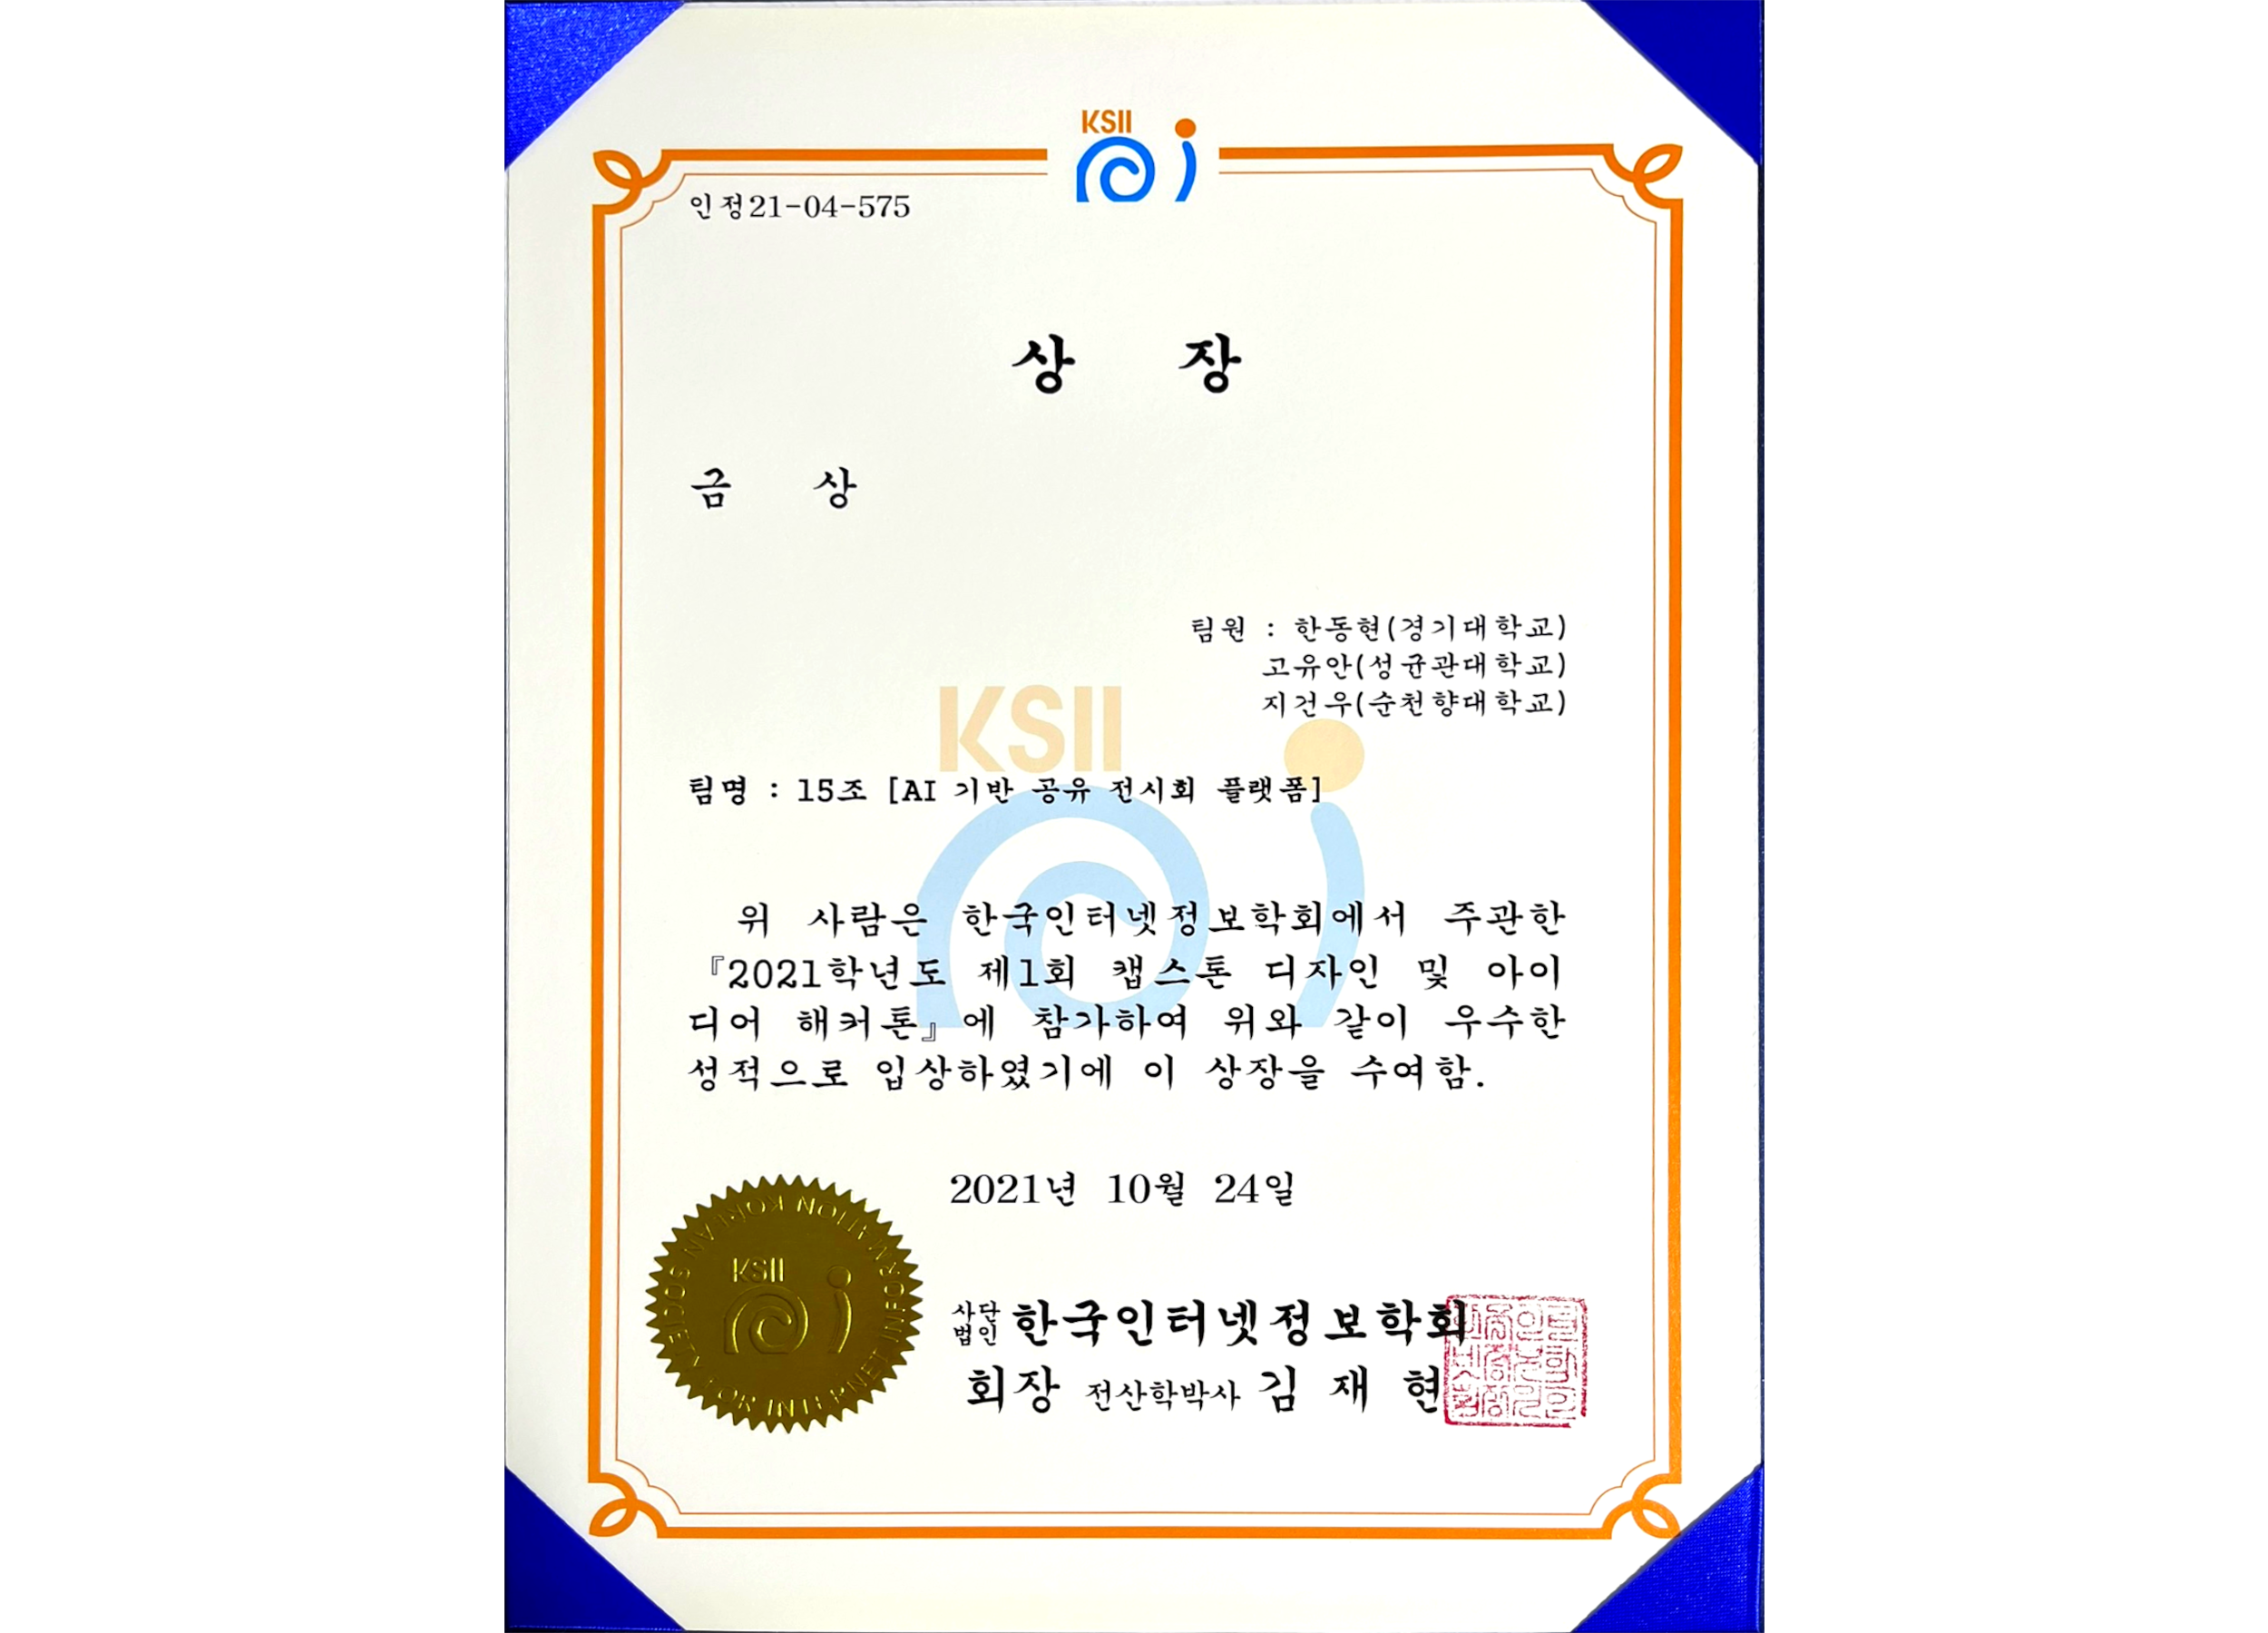 KSII
인정21-04-575
상 장
금 상
팀원 : 한동현(경기대학교)
고유안(성균관대학교)
지건우(순천향대학교)
KSII
팀명 : 15조 [AI 기반 공유 전시회 플랫폼]
위 사람은 한국인터넷정보학회에서 주관한
『2021학년도 제1회 캡스톤 디자인 및 아이
디어 해커톤』에 참가하여 위와 같이 우수한
성적으로 입상하였기에 이 상장을 수여함.
2021년 10월 24일
KSII
KOREAN SOCIETY FOR INTERNET INFORMATION
사단
법인 한국인터넷정보학회
회장 전산학박사 김 재 현